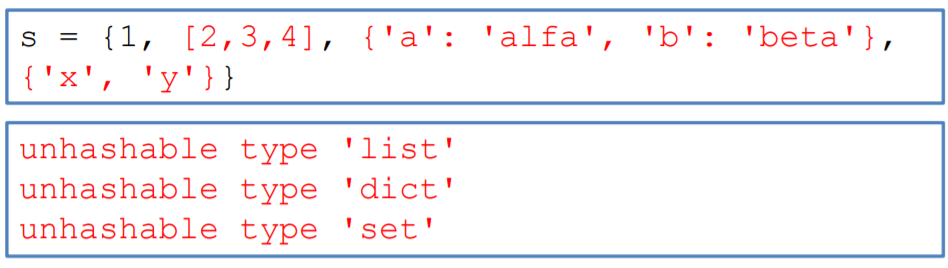 s = {1, [2,3,4], {'a': 'alfa', 'b': 'beta'},
{'x', 'y'}}
unhashable type 'list'
unhashable type 'dict'
unhashable type 'set'